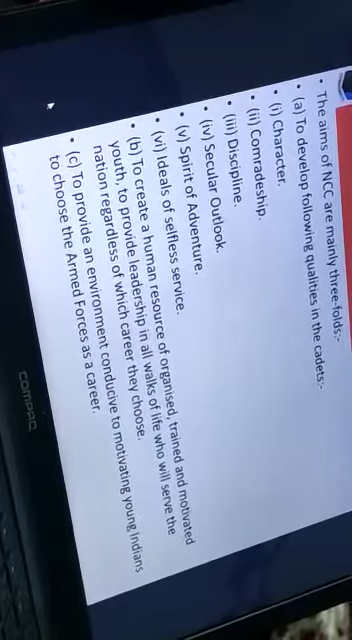 • The aims of NCC are mainly three-folds:-
• (a) To develop following qualities in the cadets:-
• (i) Character.
• (ii) Comradeship.
• (iii) Discipline.
• (iv) Secular Outlook.
• (v) Spirit of Adventure.
• (vi) Ideals of selfless service.
• (b) To create a human resource of organised, trained and motivated
youth, to provide leadership in all walks of life who will serve the
nation regardless of which career they choose.
• (c) To provide an environment conducive to motivating young Indians
to choose the Armed Forces as a career.
COMPAQ